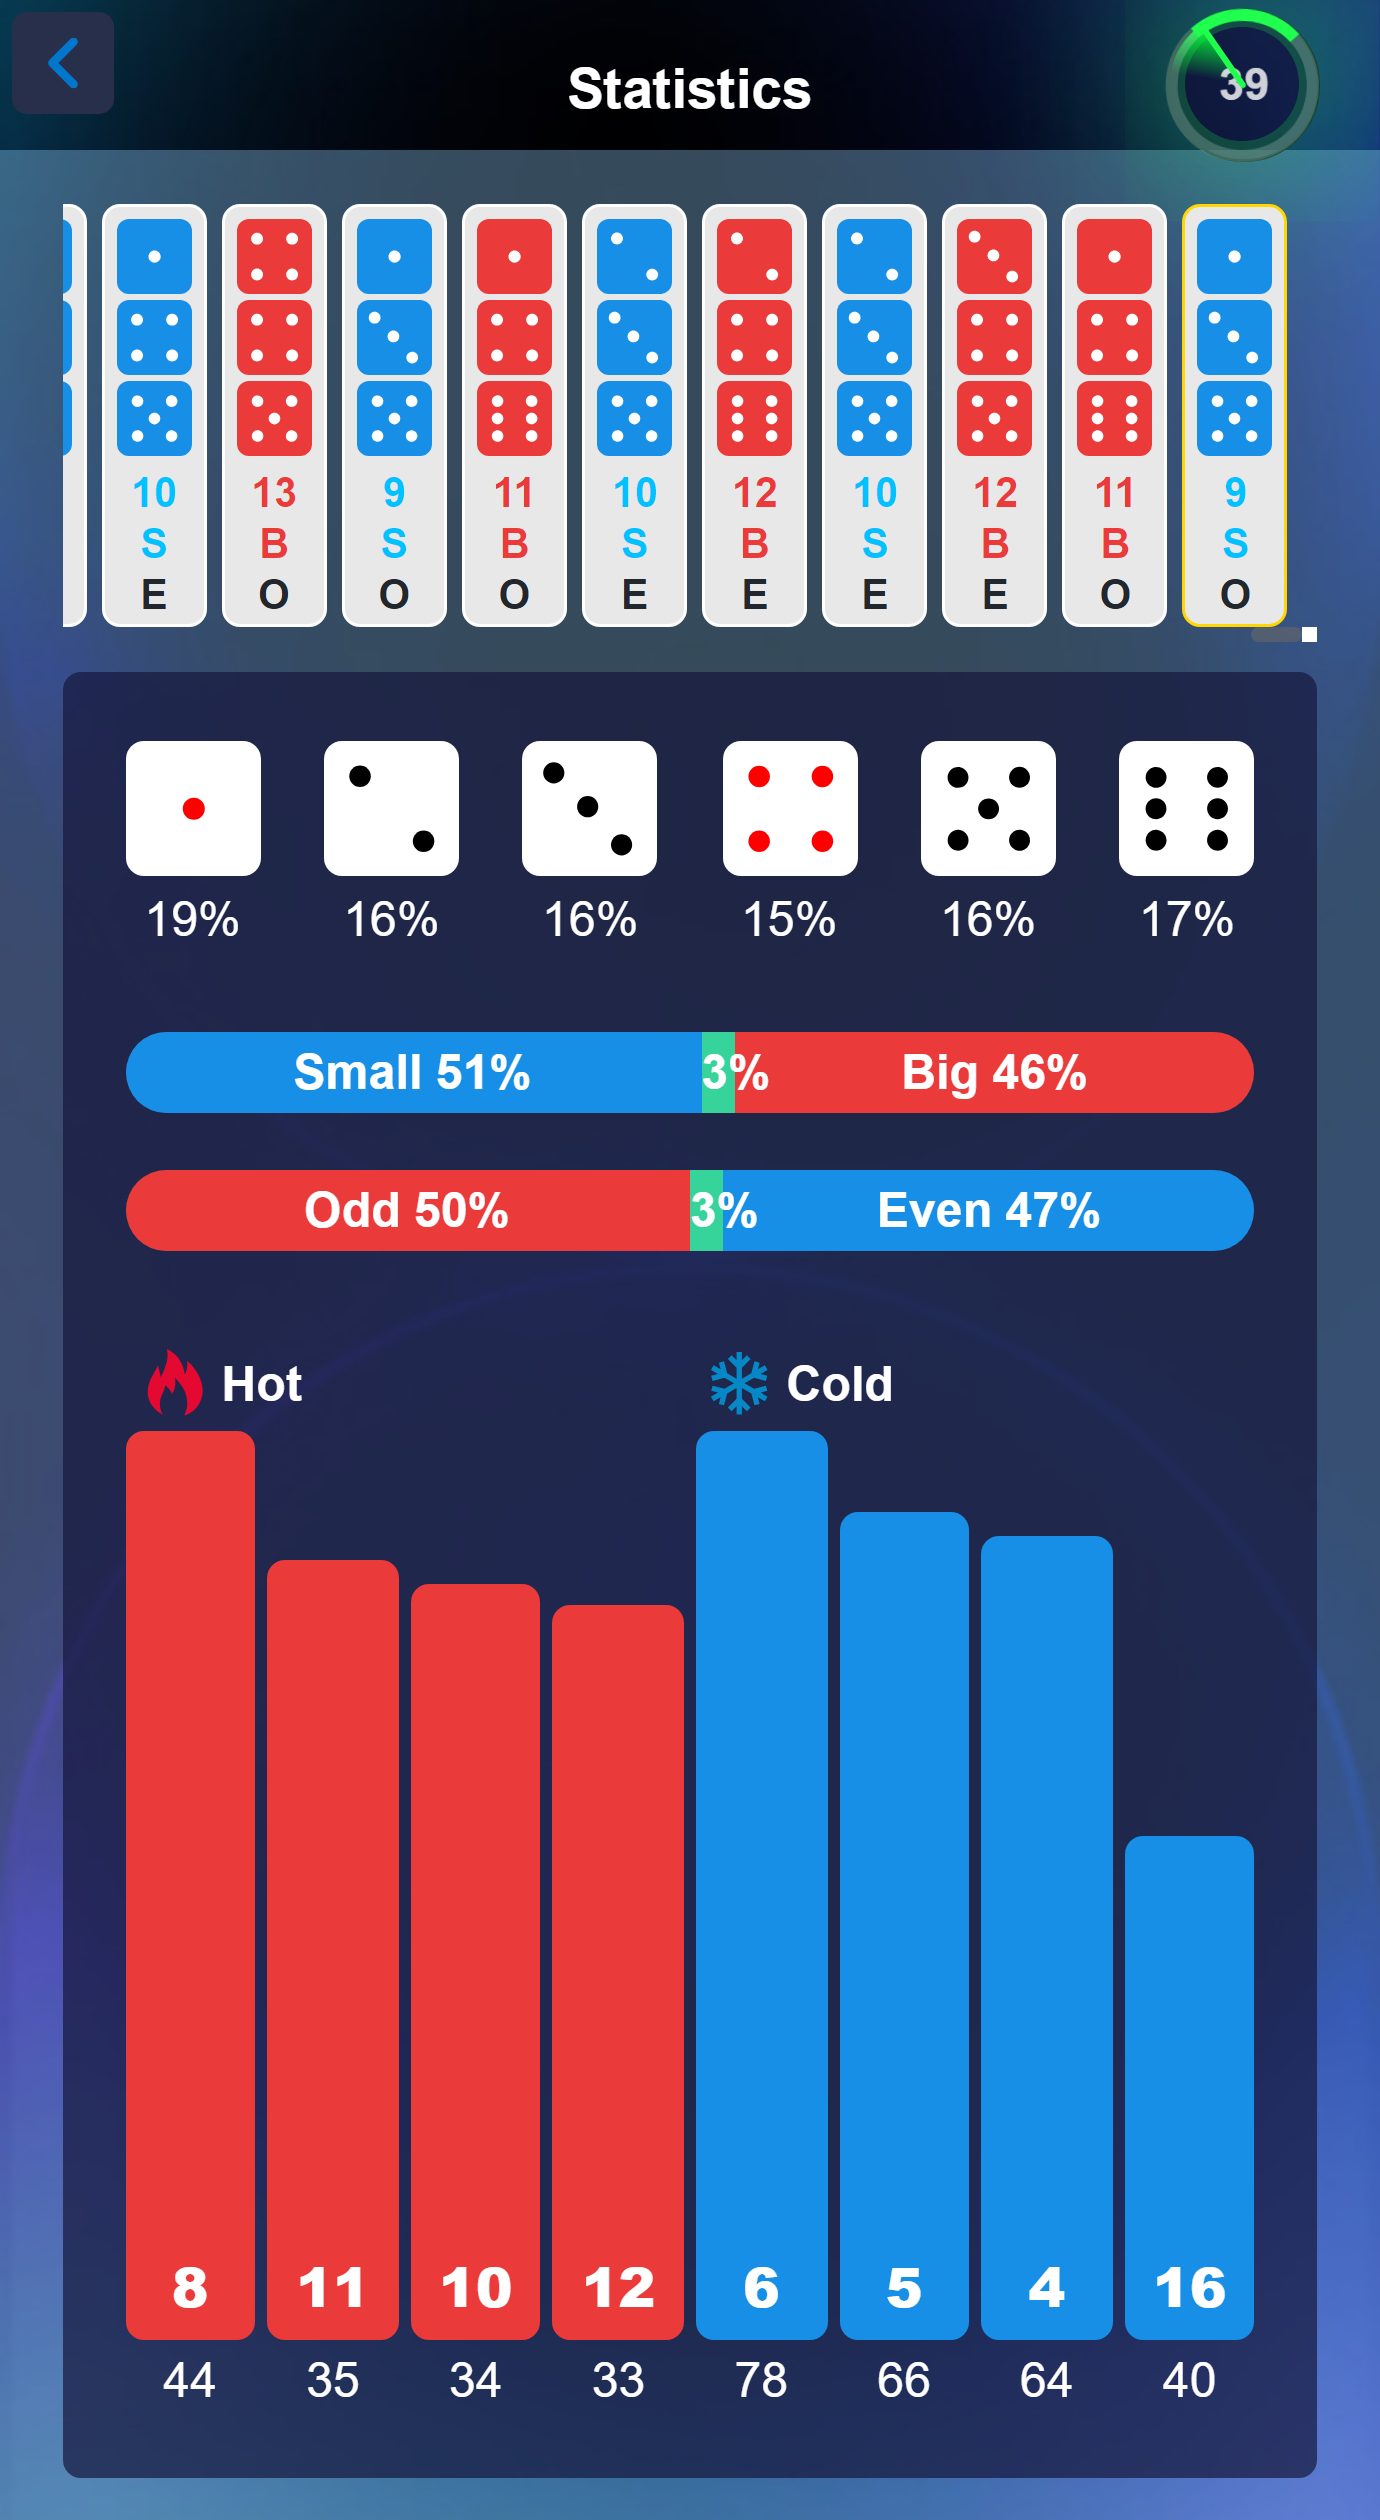 Statistics
39
10 13 9 11 10 12 10 12 11 9
S B S B S B S B B S
E O O O E E E E O O
19% 16% 16% 15% 16% 17%
Small 51% 3% Big 46%
Odd 50% 3% Even 47%
Hot Cold
8 11 10 12 6 5 4 16
44 35 34 33 78 66 64 40